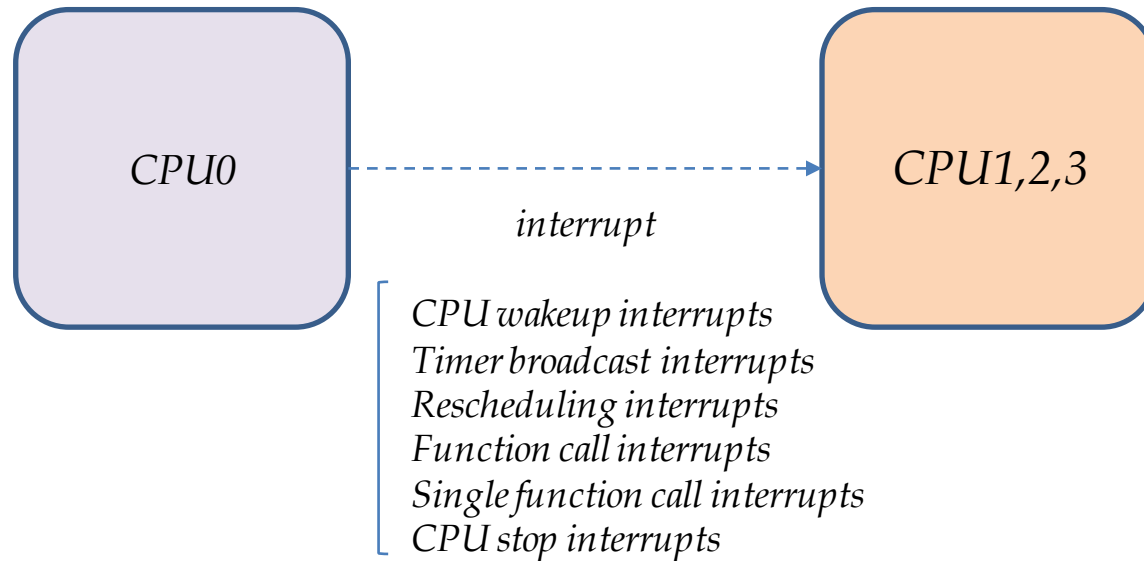 CPU0
CPU1,2,3
interrupt
CPU wakeup interrupts
Timer broadcast interrupts
Rescheduling interrupts
Function call interrupts
Single function call interrupts
CPU stop interrupts